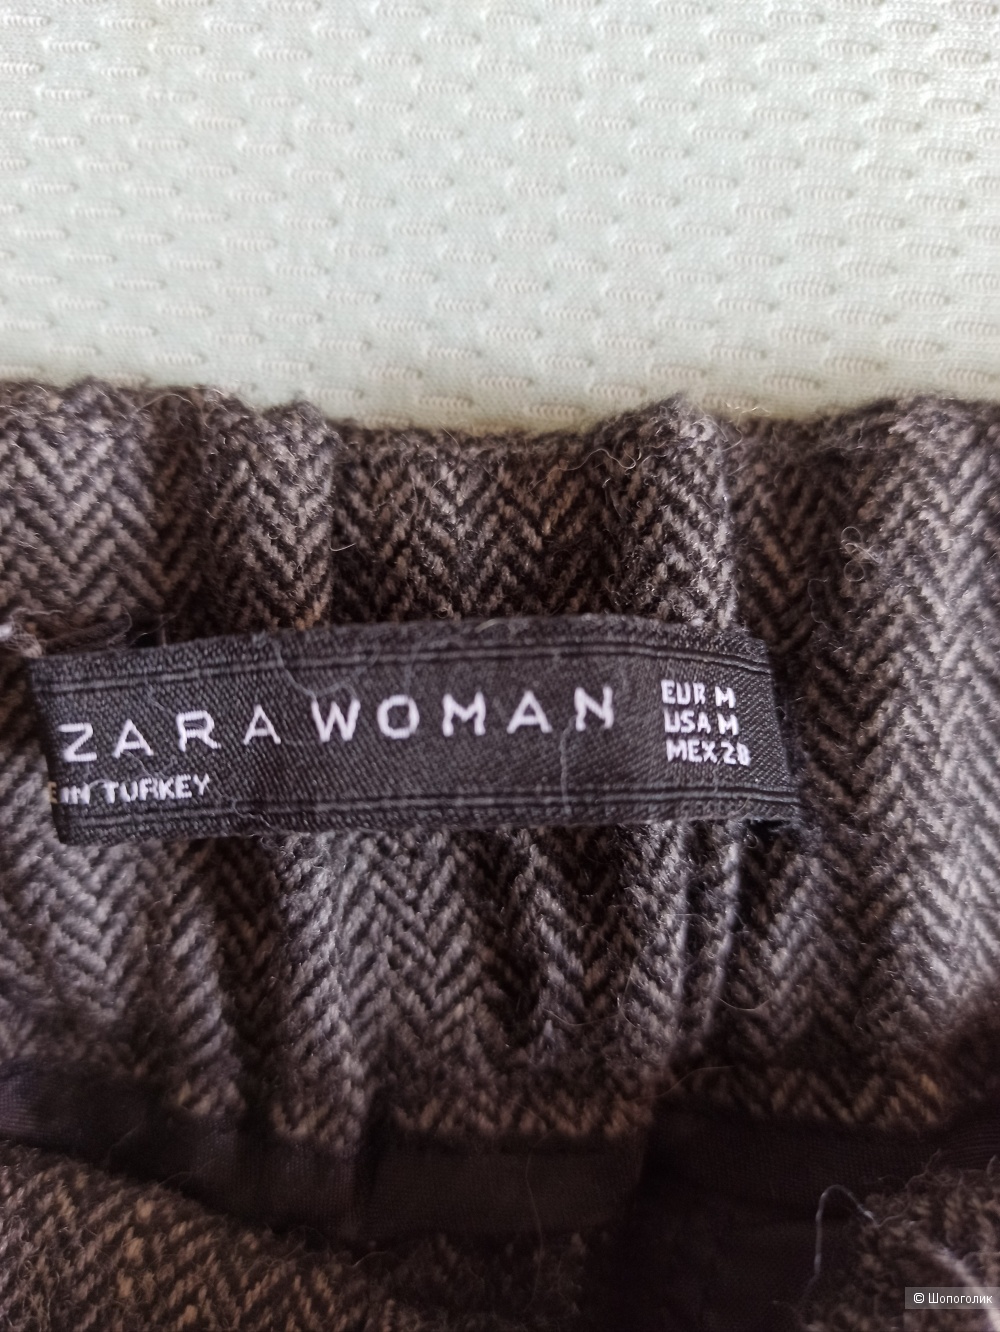 ZARA WOMAN
IN TURKEY
EUR M
USA M
MEX 28
© Шопоголик